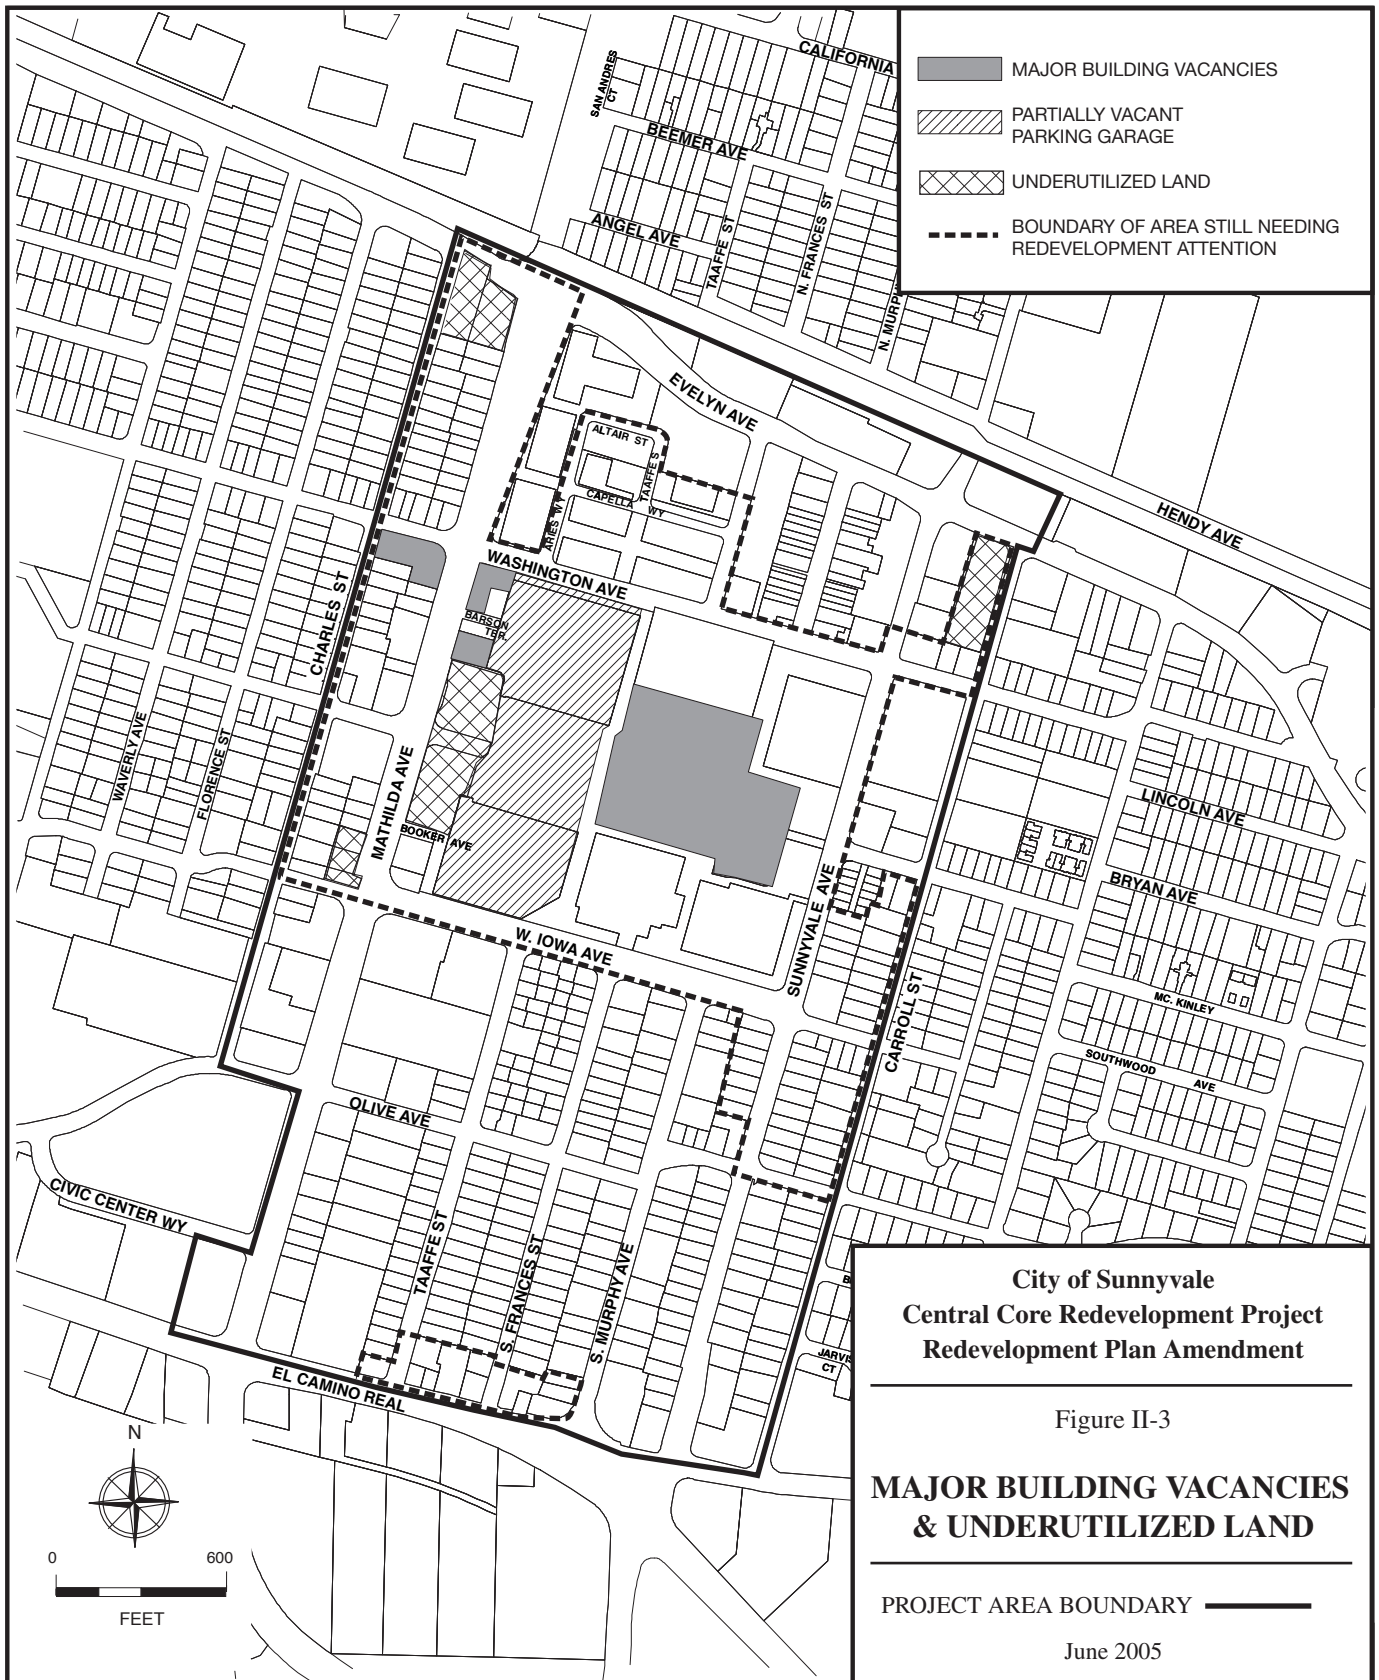 CALIFORNIA
SAN ANDRES
CT
BEEMER AVE
ANGEL AVE
TAAFFE ST
N. FRANCES ST
N. MURPH
MAJOR BUILDING VACANCIES
PARTIALLY VACANT
PARKING GARAGE
UNDERUTILIZED LAND
BOUNDARY OF AREA STILL NEEDING
REDEVELOPMENT ATTENTION
EVELYN AVE
ALTAIR ST
TAAFFE S
CAPELLA WY
ARIES WY
HENDY AVE
WASHINGTON AVE
CHARLES ST
BARSON
TER.
WAVERLY AVE
FLORENCE ST
MATHILDA AVE
BOOKER AVE
LINCOLN AVE
BRYAN AVE
SUNNYVALE AVE
W. IOWA AVE
CARROLL ST
MC. KINLEY
SOUTHWOOD AVE
OLIVE AVE
CIVIC CENTER WY
TAAFFE ST
S. FRANCES ST
S. MURPHY AVE
B
JARVIS
CT
EL CAMINO REAL
N
0 600
FEET
City of Sunnyvale
Central Core Redevelopment Project
Redevelopment Plan Amendment
Figure II-3
MAJOR BUILDING VACANCIES
& UNDERUTILIZED LAND
PROJECT AREA BOUNDARY
June 2005